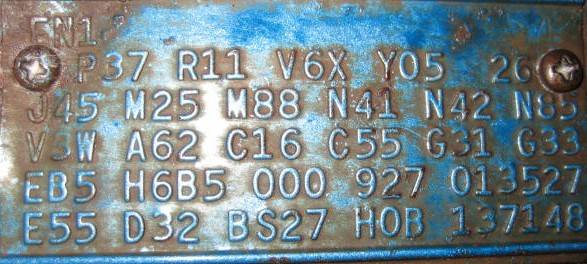 EN1
P37 R11 V6X Y05 26
J45 M25 M88 N41 N42 N85
V3W A62 C16 C55 G31 G33
EB5 H6B5 000 927 013527
E55 D32 BS27 H0B 137148